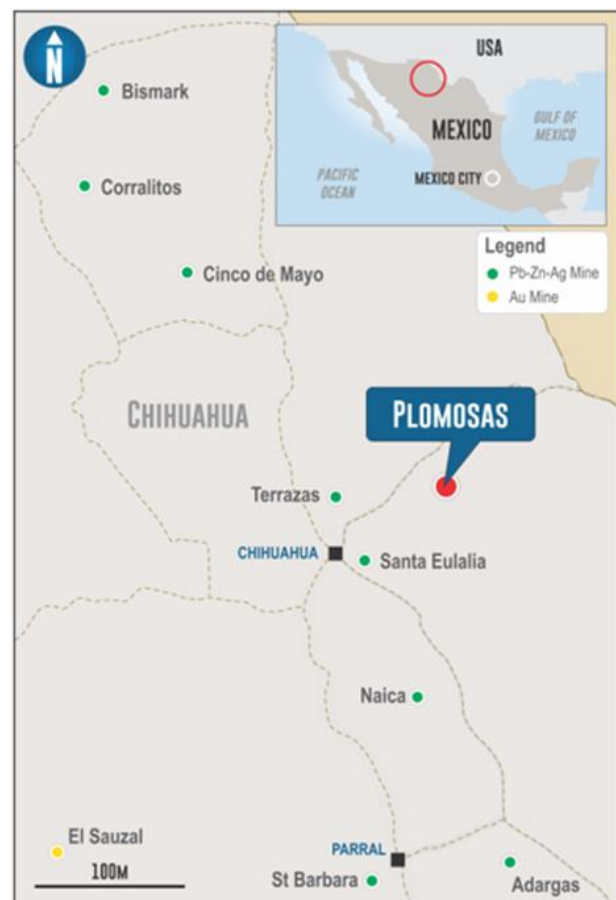 N
Bismark
Corralitos
Cinco de Mayo
USA
MEXICO
GULF OF
MEXICO
PACIFIC
OCEAN
MEXICO CITY
Legend
Pb-Zn-Ag Mine
Au Mine
CHIHUAHUA
PLOMOSAS
Terrazas
CHIHUAHUA
Santa Eulalia
Naica
El Sauzal
100M
PARRAL
St Barbara
Adargas